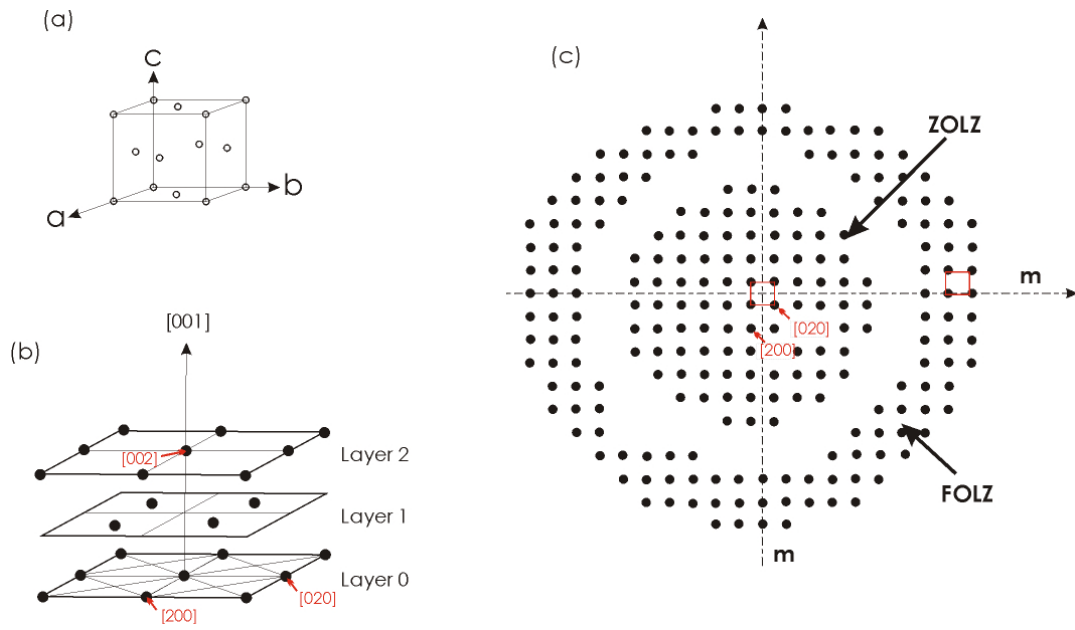 (a)
c
b
a
[001]
(b)
[002]
Layer 2
Layer 1
Layer 0
[020]
[200]
(c)
ZOLZ
m
[020]
[200]
FOLZ
m